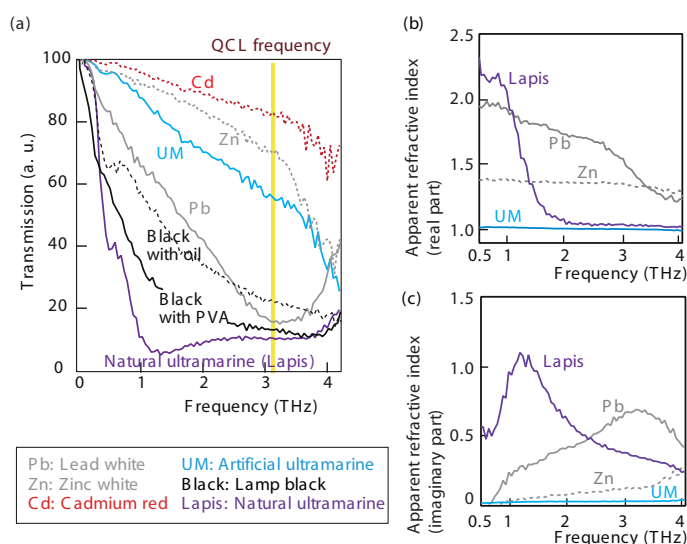 (a)
QCL frequency
Transmission (a. u.)
100
80
60
40
20
0
Cd
Zn
UM
Pb
Black
with oil
Black
with PVA
Natural ultramarine (Lapis)
0
1
2
3
4
Frequency (THz)
Pb: Lead white
Zn: Zinc white
Cd: Cadmium red
UM: Artificial ultramarine
Black: Lamp black
Lapis: Natural ultramarine
(b)
Apparent refractive index
(real part)
2.5
2.0
1.5
1.0
Lapis
Pb
Zn
UM
0.5
1
2
3
4
Frequency (THz)
(c)
Apparent refractive index
(imaginary part)
1.5
1.0
0.5
0
Lapis
Pb
Zn
UM
0.5
1
2
3
4
Frequency (THz)